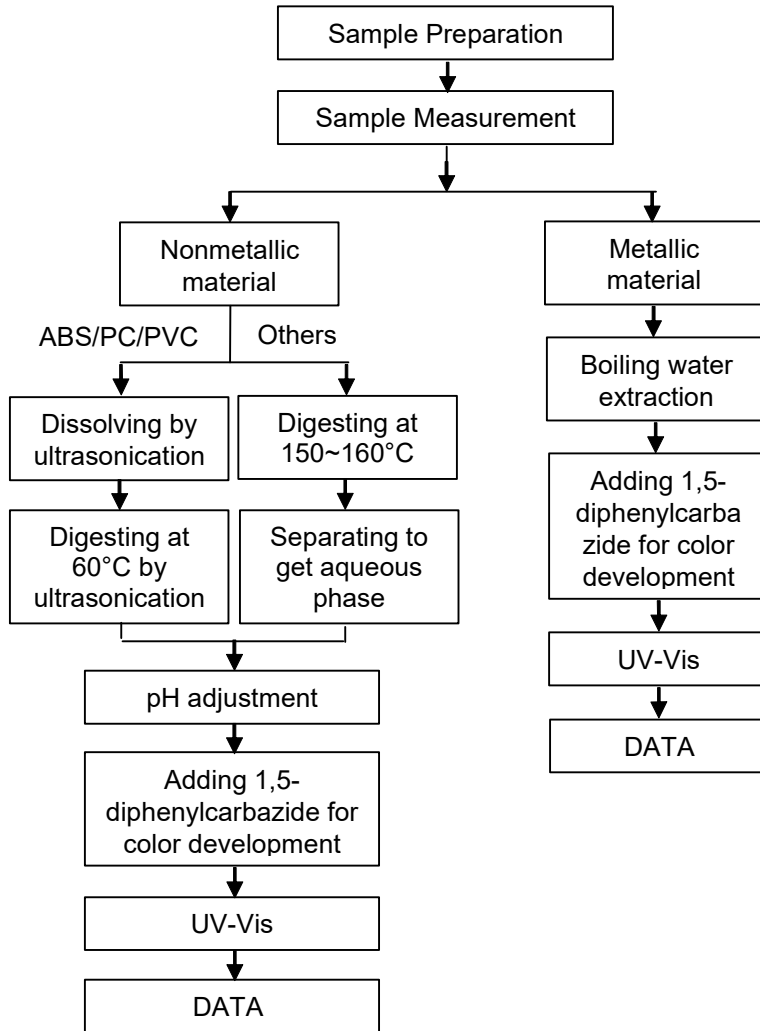 Sample Preparation
Sample Measurement
Nonmetallic
material
Metallic
material
ABS/PC/PVC
Others
Boiling water
extraction
Dissolving by
ultrasonication
Digesting at
150~160°C
Adding 1,5-
diphenylcarba
zide for color
development
Digesting at
60°C by
ultrasonication
Separating to
get aqueous
phase
UV-Vis
pH adjustment
DATA
Adding 1,5-
diphenylcarbazide for
color development
UV-Vis
DATA